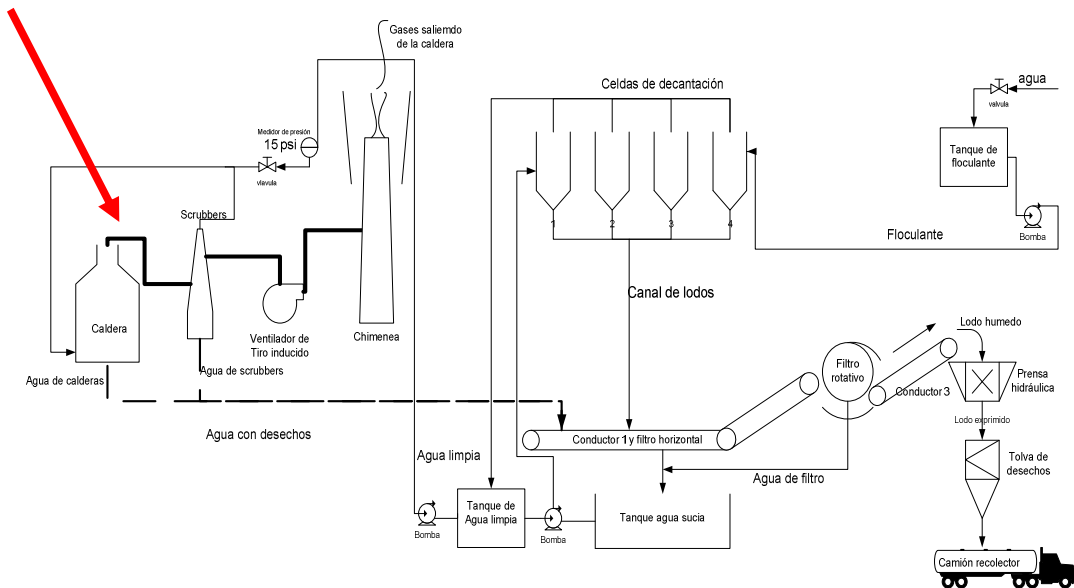 Gases saliemdo
de la caldera
Celdas de decantación
agua
valvula
Medidor de presión
15 psi
vlavula
Tanque de
floculante
Scrubbers
1
2
3
4
Bomba
Floculante
Canal de lodos
Caldera
Ventilador de
Tiro inducido
Chimenea
Lodo humedo
Agua de calderas
Agua de scrubbers
Filtro
rotativo
Conductor 3
Prensa
hidráulica
Lodo exprimido
Agua con desechos
Conductor 1 y filtro horizontal
Agua limpia
Agua de filtro
Tolva de
desechos
Tanque de
Agua limpia
Tanque agua sucia
Bomba
Bomba
Camión recolector